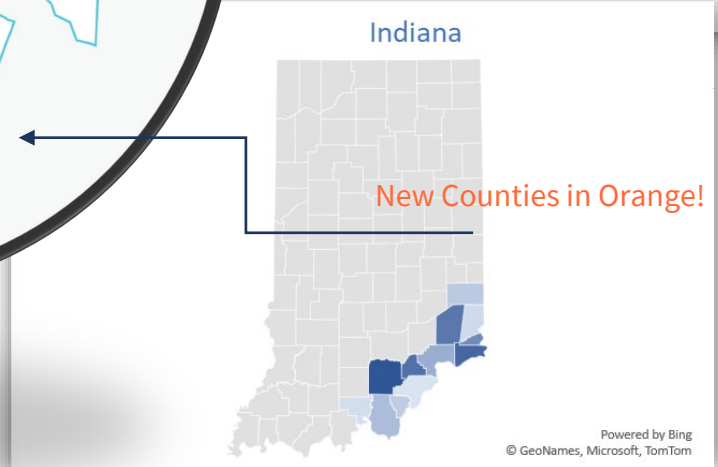 Indiana
New Counties in Orange!
Powered by Bing
© GeoNames, Microsoft, TomTom